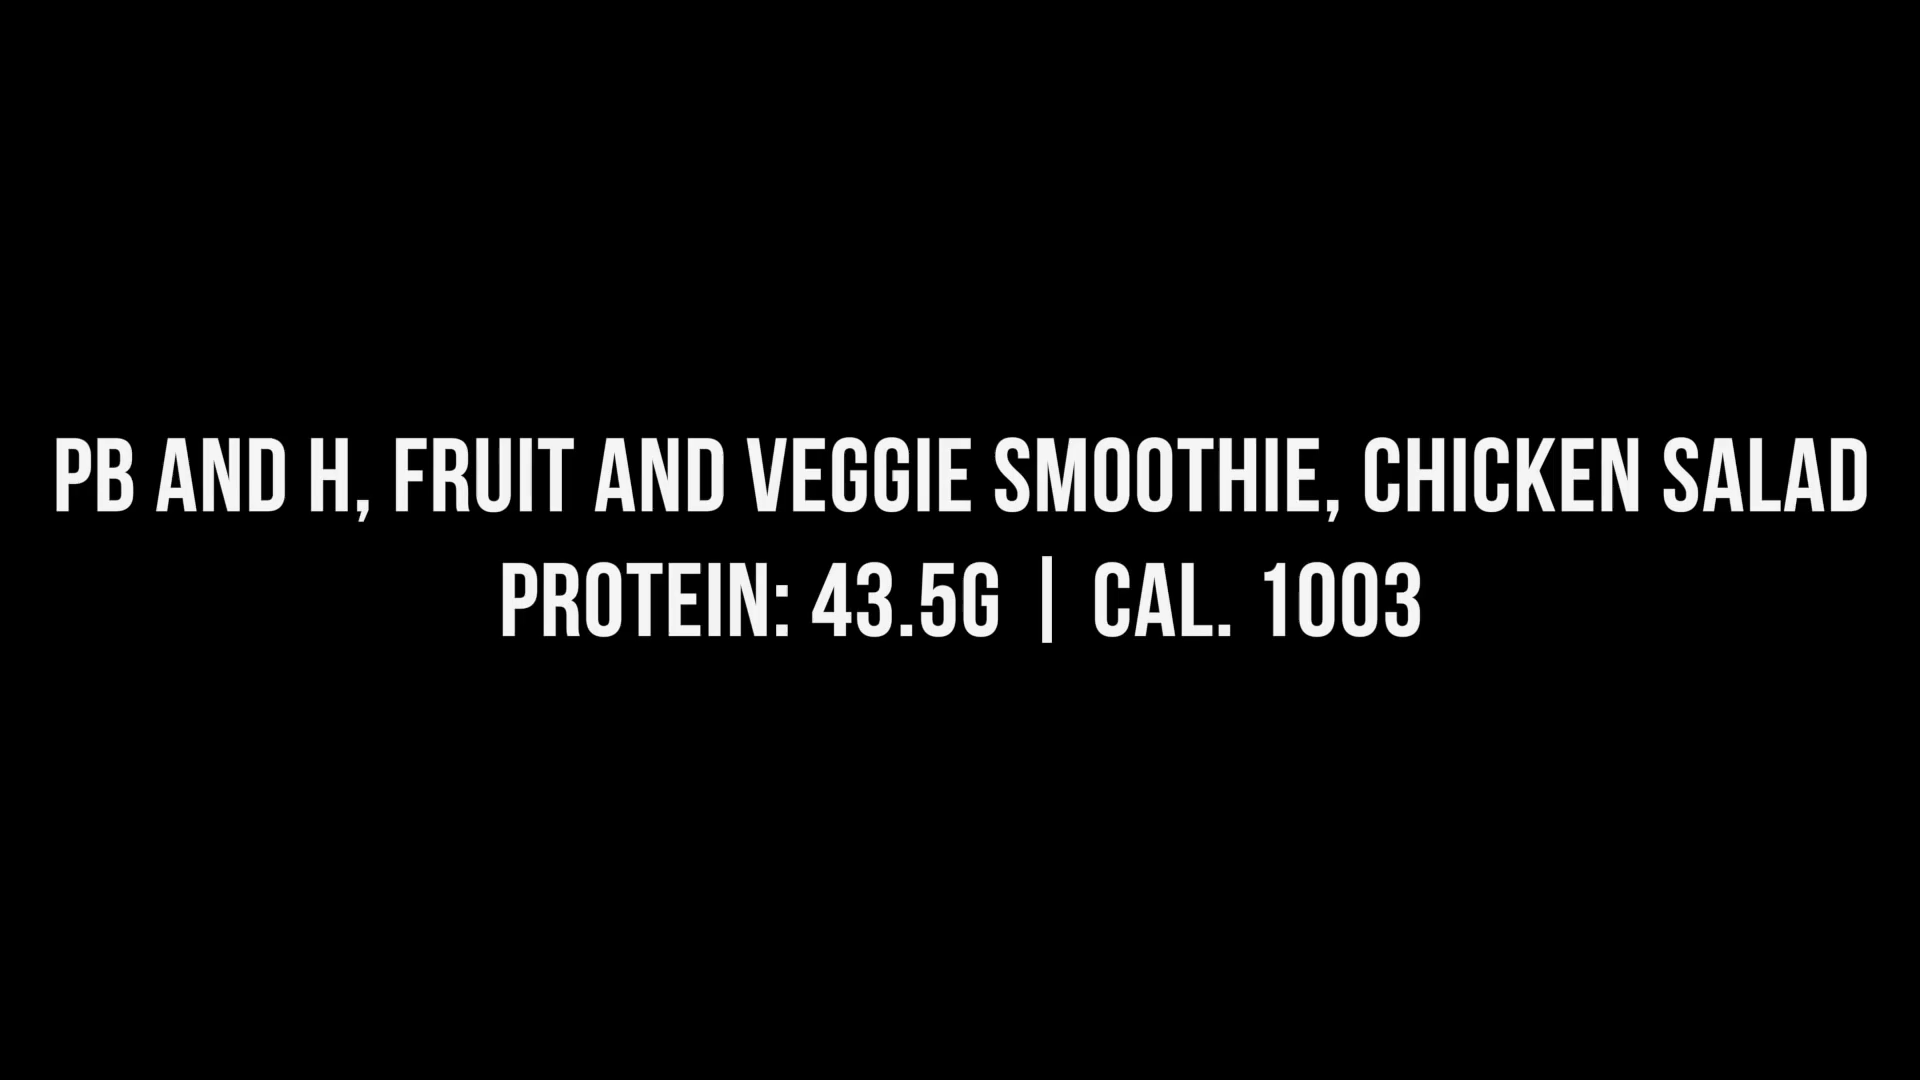 PB AND H, FRUIT AND VEGGIE SMOOTHIE, CHICKEN SALAD
PROTEIN: 43.5G | CAL. 1003